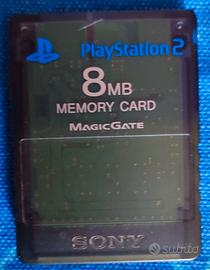 PlayStation 2
8MB
MEMORY CARD
MAGICGATE
SONY
subito